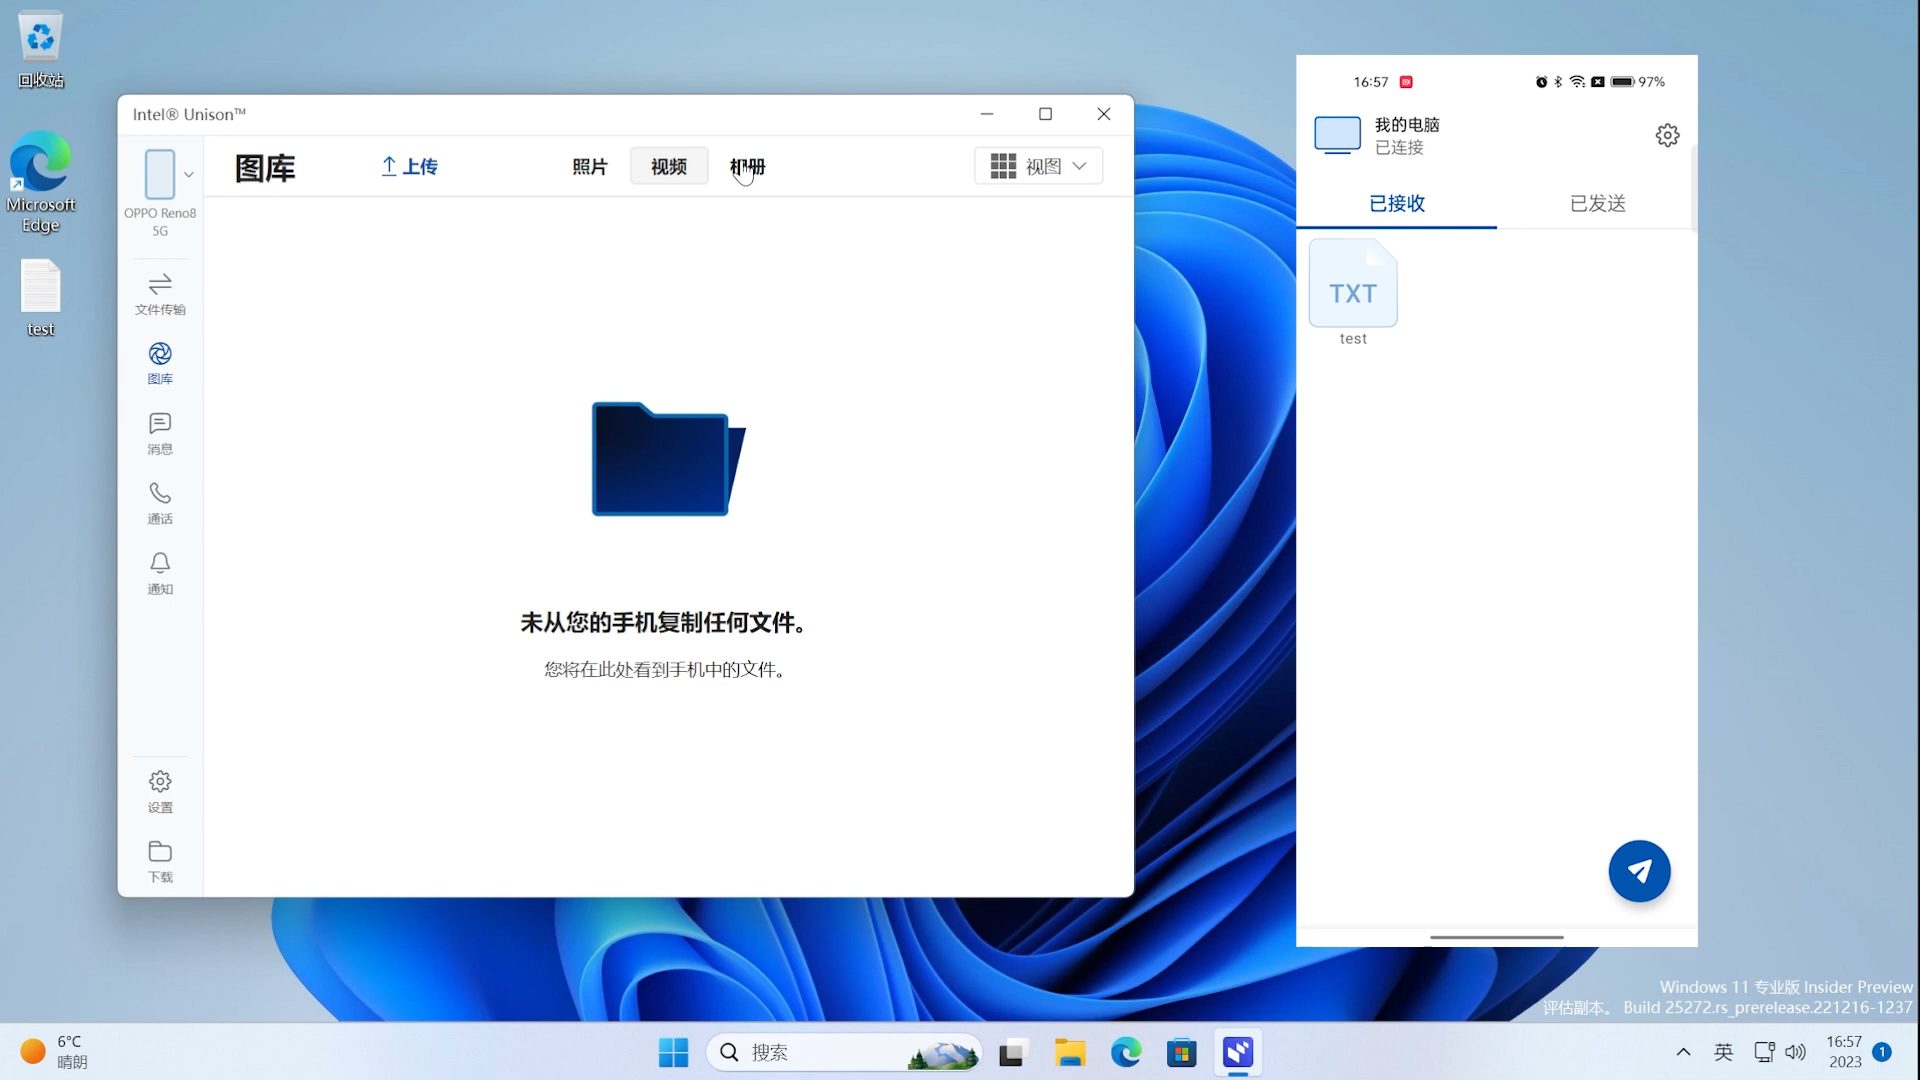 回收站
Microsoft
Edge
test
Intel® Unison™
OPPO Reno8
5G
文件传输
图库
消息
通话
通知
设置
下载
图库
上传
照片
视频
相册
视图
未从您的手机复制任何文件。
您将在此处看到手机中的文件。
16:57
97%
我的电脑
已连接
已接收
已发送
TXT
test
Windows 11 专业版 Insider Preview
评估副本。 Build 25272.rs_prerelease.221216-1237
6°C
晴朗
搜索
英
16:57
2023
1